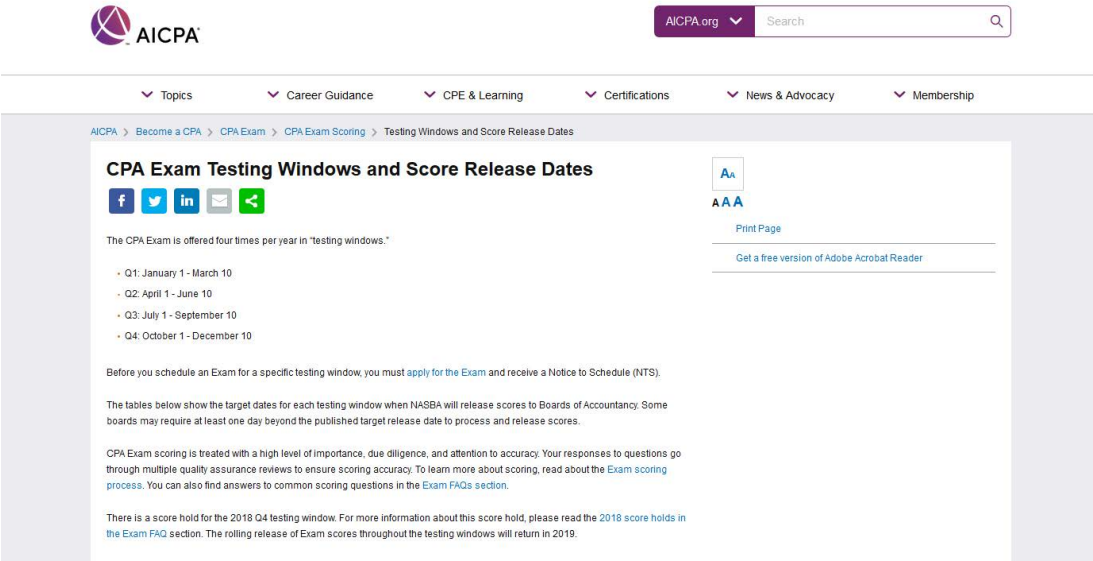 AICPA
AICPA.org
Search
Topics
Career Guidance
CPE & Learning
Certifications
News & Advocacy
Membership
AICPA > Become a CPA > CPA Exam > CPA Exam Scoring > Testing Windows and Score Release Dates
CPA Exam Testing Windows and Score Release Dates
The CPA Exam is offered four times per year in “testing windows.”
• Q1: January 1 - March 10
• Q2: April 1 - June 10
• Q3: July 1 - September 10
• Q4: October 1 - December 10
Before you schedule an Exam for a specific testing window, you must apply for the Exam and receive a Notice to Schedule (NTS).
The tables below show the target dates for each testing window when NASBA will release scores to Boards of Accountancy. Some
boards may require at least one day beyond the published target release date to process and release scores.
CPA Exam scoring is treated with a high level of importance, due diligence, and attention to accuracy. Your responses to questions go
through multiple quality assurance reviews to ensure scoring accuracy. To learn more about scoring, read about the Exam scoring
process. You can also find answers to common scoring questions in the Exam FAQs section.
There is a score hold for the 2018 Q4 testing window. For more information about this score hold, please read the 2018 score holds in
the Exam FAQ section. The rolling release of Exam scores throughout the testing windows will return in 2019.
AA
A A A
Print Page
Get a free version of Adobe Acrobat Reader